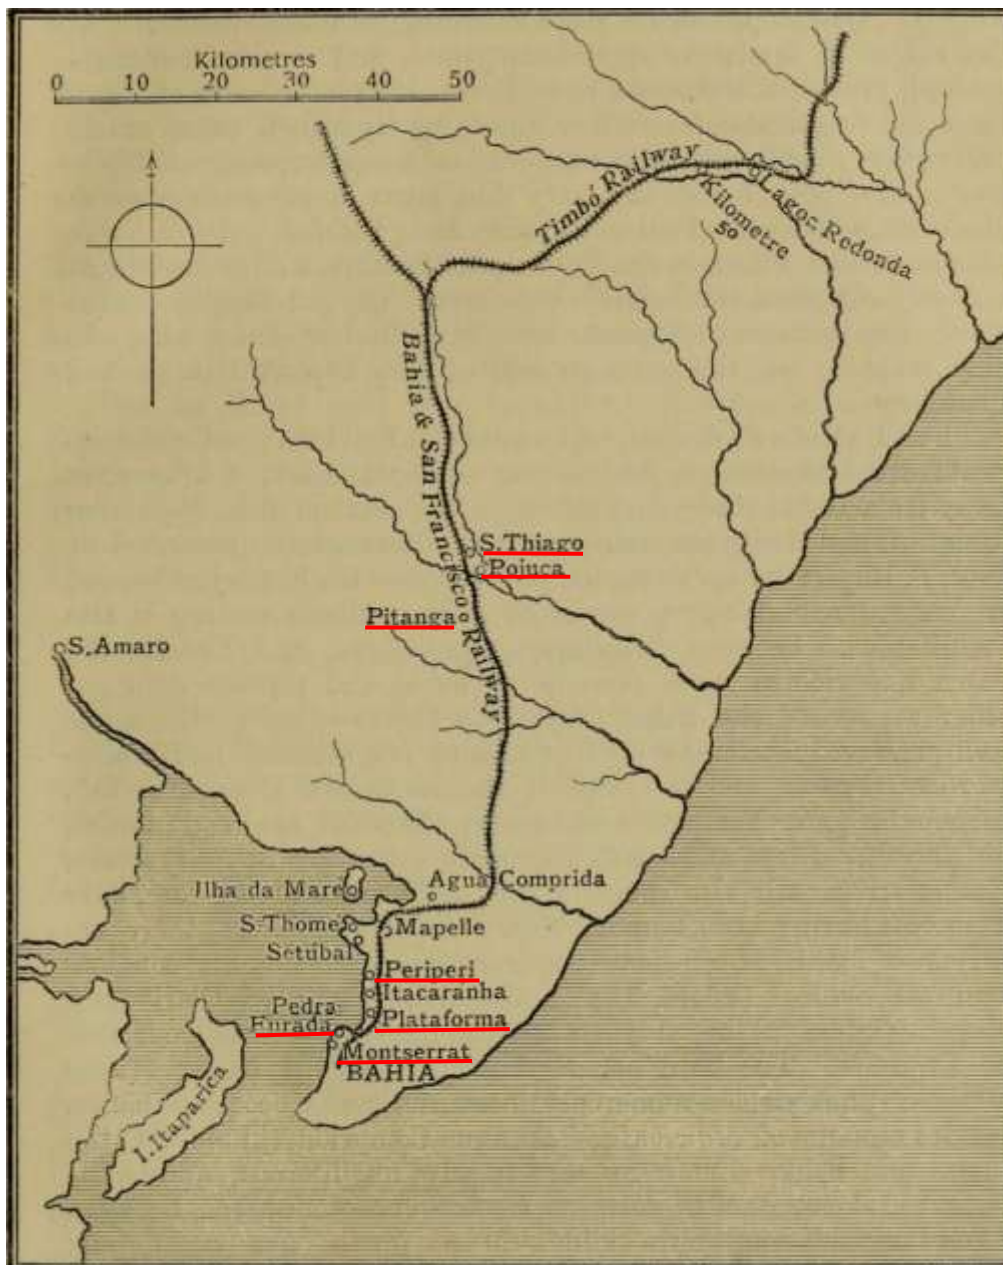 Kilometres
0 10 20 30 40 50
Timbó Railway
Kilometre
50
Lagoa Redonda
Bahia & San Francisco Railway
S. Thiago
Pojuca
Pitanga
S. Amaro
Agua Comprida
Ilha da Maré
S. Thome
Mapelle
Setubal
Periperi
Itacaranha
Pedra
Furada
Plataforma
Montserrat
BAHIA
I. Itaparica